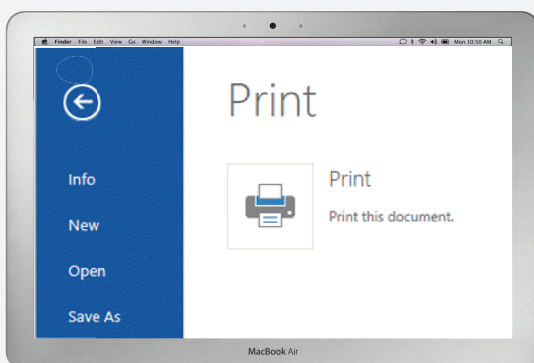 Finder File Edit View Go Window Help
Mon 10:50 AM
Print
Info
New
Open
Save As
Print
Print this document.
MacBook Air